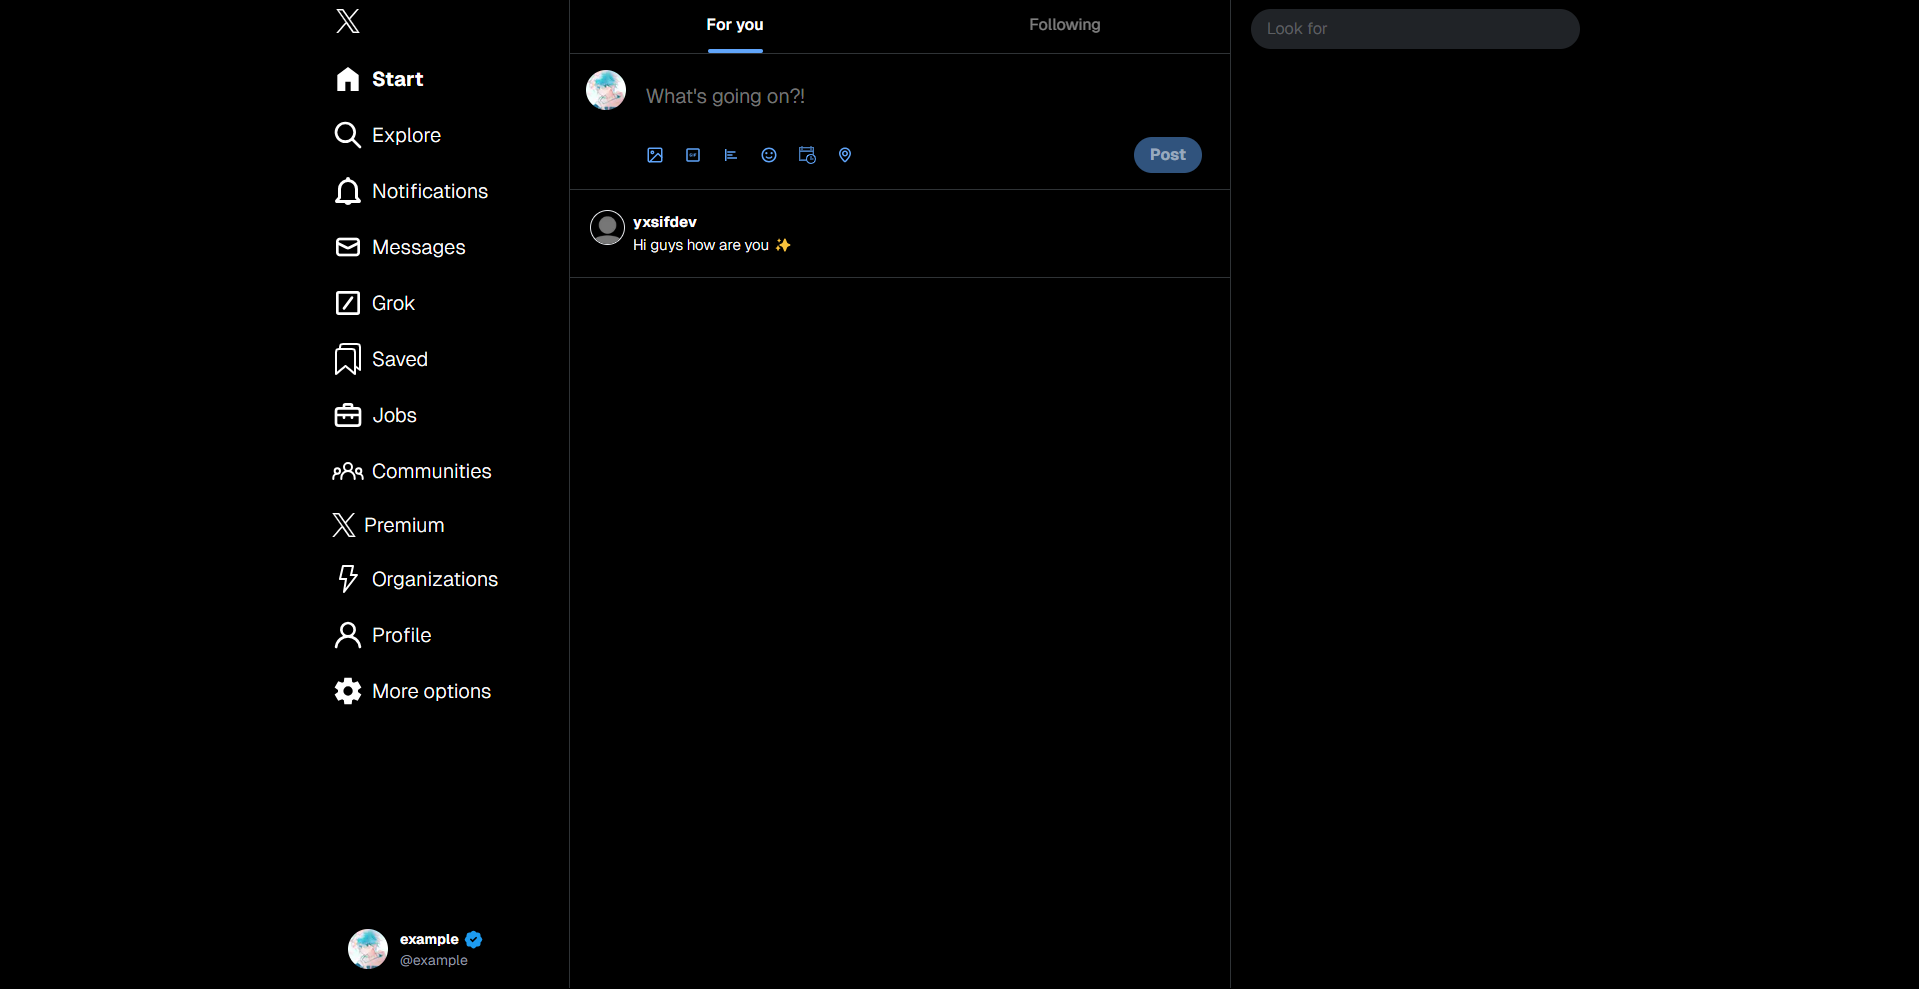 Start
Explore
Notifications
Messages
Grok
Saved
Jobs
Communities
Premium
Organizations
Profile
More options
example
@example
For you
Following
What's going on?!
Post
yxsifdev
Hi guys how are you ✨
Look for